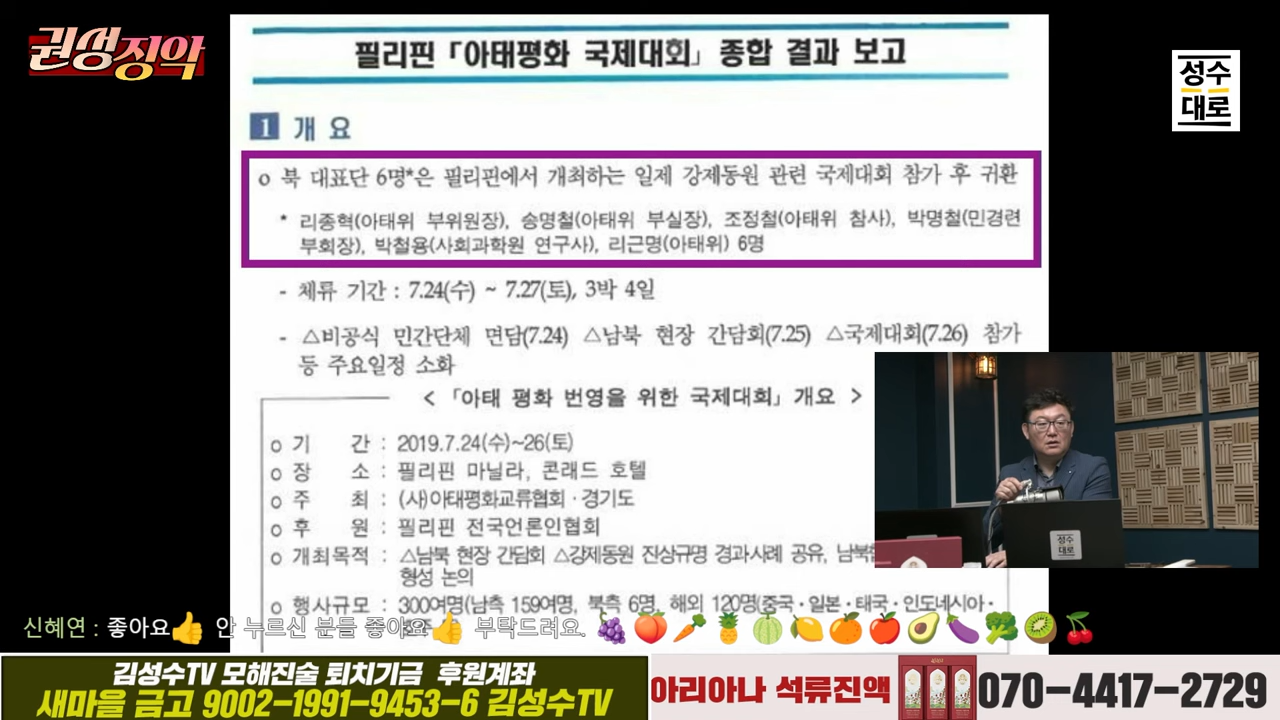 권성징악
성수
대로
필리핀 「아태평화 국제대회」 종합 결과 보고
1 개 요
o 북 대표단 6명*은 필리핀에서 개최하는 일제 강제동원 관련 국제대회 참가 후 귀환
* 리종혁(아태위 부위원장), 송명철(아태위 부실장), 조정철(아태위 참사), 박명철(민경련
부회장), 박철용(사회과학원 연구사), 리근명(아태위) 6명
- 체류 기간 : 7.24(수) ~ 7.27(토), 3박 4일
- △비공식 민간단체 면담(7.24) △남북 현장 간담회(7.25) △국제대회(7.26) 참가
등 주요일정 소화
< 「아태 평화 번영을 위한 국제대회」 개요 >
o 기 간 : 2019.7.24(수)~26(토)
o 장 소 : 필리핀 마닐라, 콘래드 호텔
o 주 최 : (사)아태평화교류협회 · 경기도
o 후 원 : 필리핀 전국언론인협회
o 개최목적 : △남북 현장 간담회 △강제동원 진상규명 경과사례 공유,
형성 논의
o 행사규모 : 300여명(남측 159여명, 북측 6명, 해외 120명(중국·일본·태국·인도네시아·
성수
대로
신혜연 : 좋아요👍 안 누르신 분들 좋아요👍 부탁드려요. 🍇🍑🥕🍍🍈🍋🍊🍎🥑🍆🥦🥝🍒
김성수TV 모해진술 퇴치기금 후원계좌
새마을 금고 9002-1991-9453-6 김성수TV
아리아나 석류진액 070-4417-2729